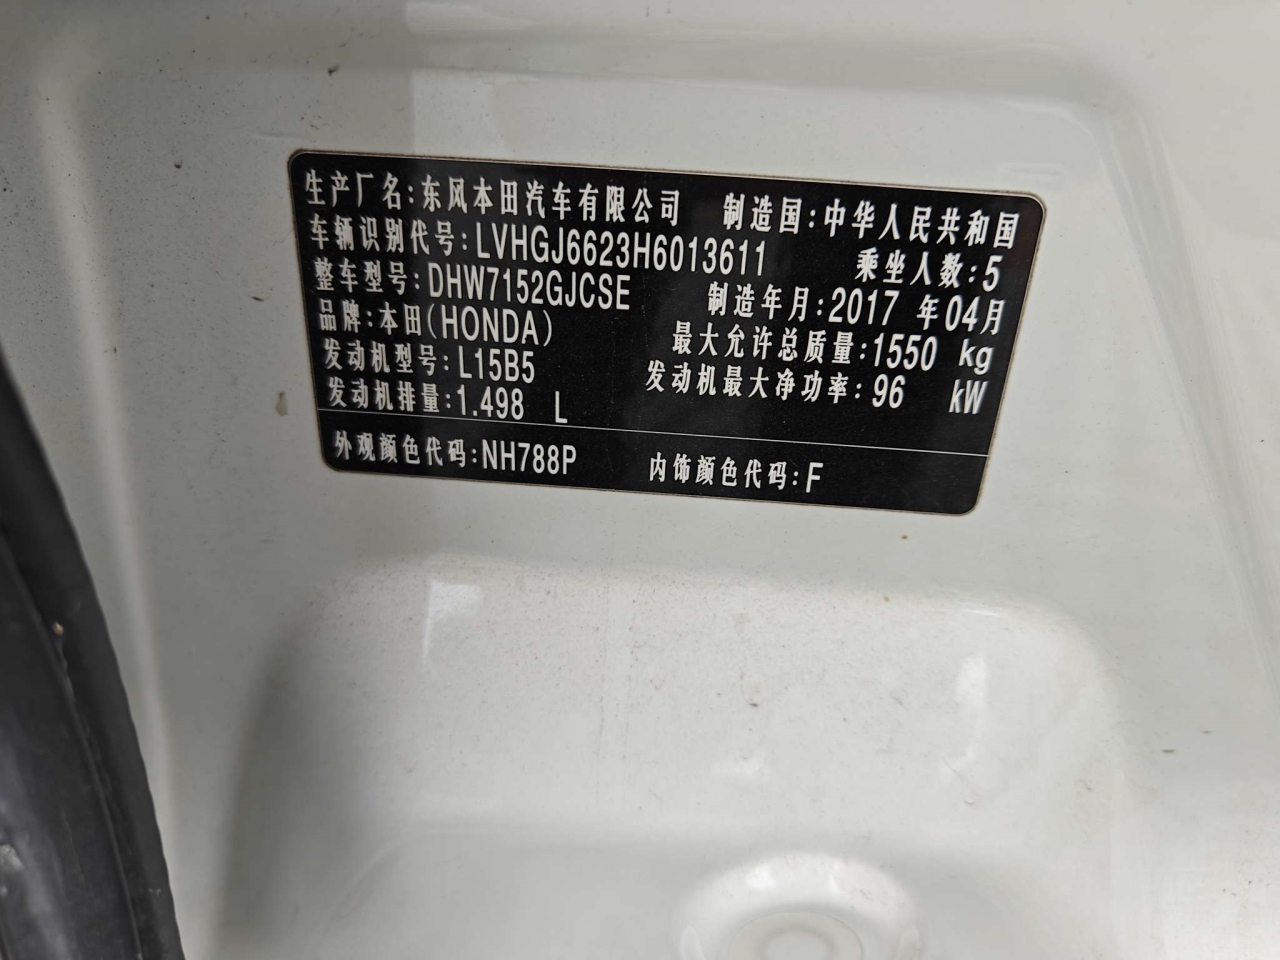 生产厂名:东风本田汽车有限公司 制造国:中华人民共和国
车辆识别代号:LVHGJ6623H6013611 乘坐人数:5
整车型号:DHW7152GJCSE 制造年月:2017 年04月
品牌:本田(HONDA) 最大允许总质量:1550 kg
发动机型号:L15B5 发动机最大净功率:96 kW
发动机排量:1.498 L
外观颜色代码:NH788P 内饰颜色代码:F